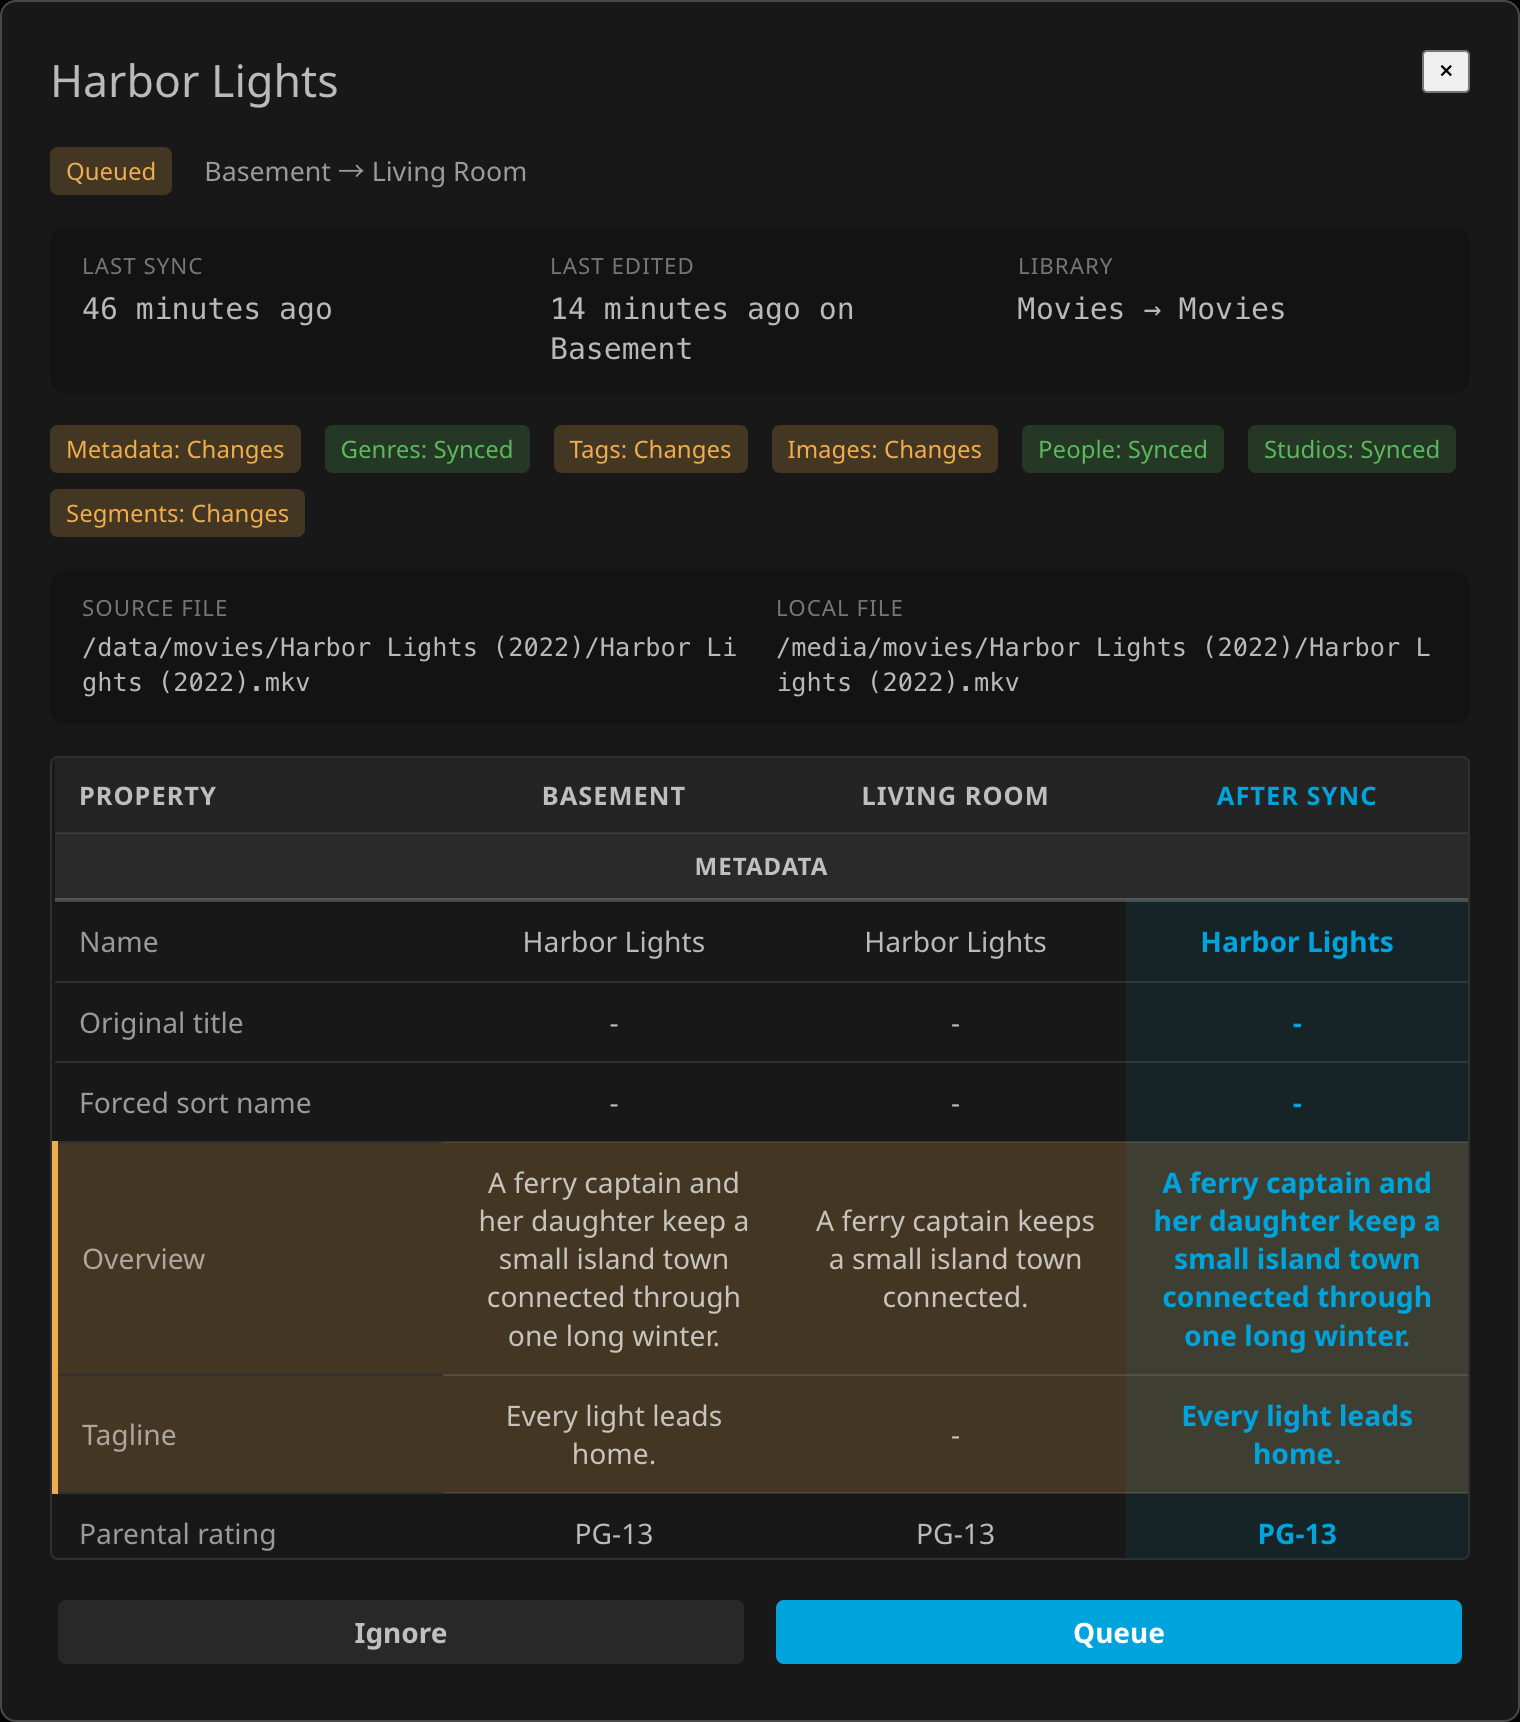 Harbor Lights
×
Queued
Basement → Living Room
LAST SYNC
46 minutes ago
LAST EDITED
14 minutes ago on
Basement
LIBRARY
Movies → Movies
Metadata: Changes
Genres: Synced
Tags: Changes
Images: Changes
People: Synced
Studios: Synced
Segments: Changes
SOURCE FILE
/data/movies/Harbor Lights (2022)/Harbor Li
ghts (2022).mkv
LOCAL FILE
/media/movies/Harbor Lights (2022)/Harbor L
ights (2022).mkv
PROPERTY BASEMENT LIVING ROOM AFTER SYNC
METADATA
Name Harbor Lights Harbor Lights Harbor Lights
Original title - - -
Forced sort name - - -
Overview
A ferry captain and
her daughter keep a
small island town
connected through
one long winter.
A ferry captain keeps
a small island town
connected.
A ferry captain and
her daughter keep a
small island town
connected through
one long winter.
Tagline
Every light leads
home.
-
Every light leads
home.
Parental rating PG-13 PG-13 PG-13
Ignore
Queue